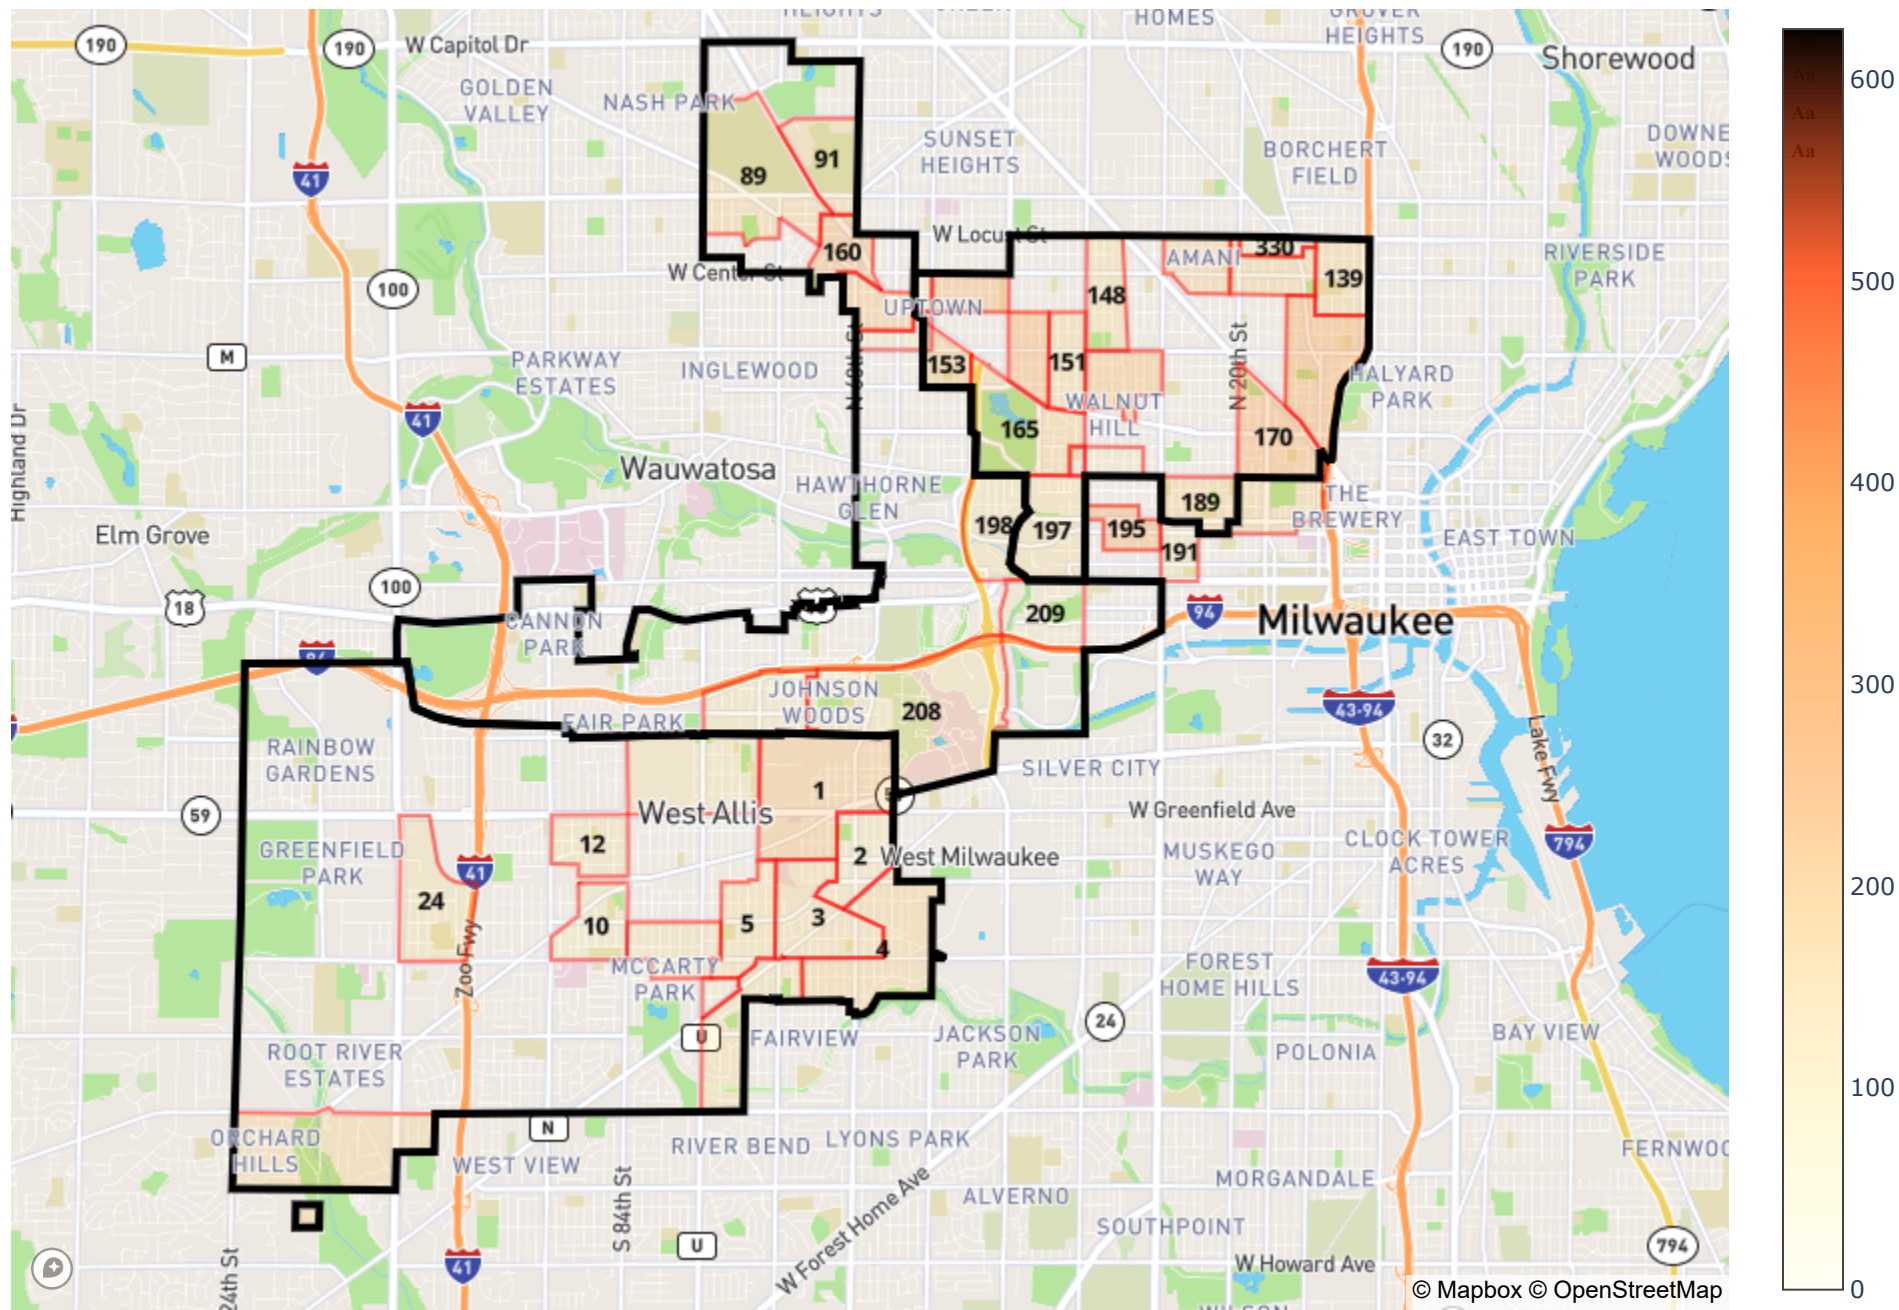 HEIGHTS
HOMES
GROVER
HEIGHTS
190
190
W Capitol Dr
190
Shorewood
GOLDEN
VALLEY
NASH PARK
SUNSET
HEIGHTS
BORCHERT
FIELD
DOWNE
WOODS
41
89
91
W Locust St
160
W Center St
AMANI
330
139
RIVERSIDE
PARK
100
148
UPTOWN
M
PARKWAY
ESTATES
INGLEWOOD
N 60th St
153
151
N 20th St
HALYARD
PARK
WALNUT
HILL
41
165
170
Highland Dr
Wauwatosa
HAWTHORNE
GLEN
198
197
189
195
191
THE
BREWERY
EAST TOWN
Elm Grove
100
18
CANNON
PARK
209
94
Milwaukee
94
JOHNSON
WOODS
208
FAIR PARK
43-94
32
Lake Fwy
RAINBOW
GARDENS
SILVER CITY
1
59
West Allis
W Greenfield Ave
12
2
West Milwaukee
GREENFIELD
PARK
MUSKEGO
WAY
CLOCK TOWER
ACRES
794
41
24
10
5
3
4
Zoo Fwy
MCCARTY
PARK
FOREST
HOME HILLS
43-94
U
FAIRVIEW
JACKSON
PARK
24
POLONIA
BAY VIEW
ROOT RIVER
ESTATES
ORCHARD
HILLS
N
WEST VIEW
RIVER BEND
LYONS PARK
FERNWOO
S 84th St
MORGANDALE
ALVERNO
SOUTHPOINT
W Forest Home Ave
U
794
41
24th St
W Howard Ave
WILSON
© Mapbox © OpenStreetMap
600
Aa
Aa
Aa
500
400
300
200
100
0